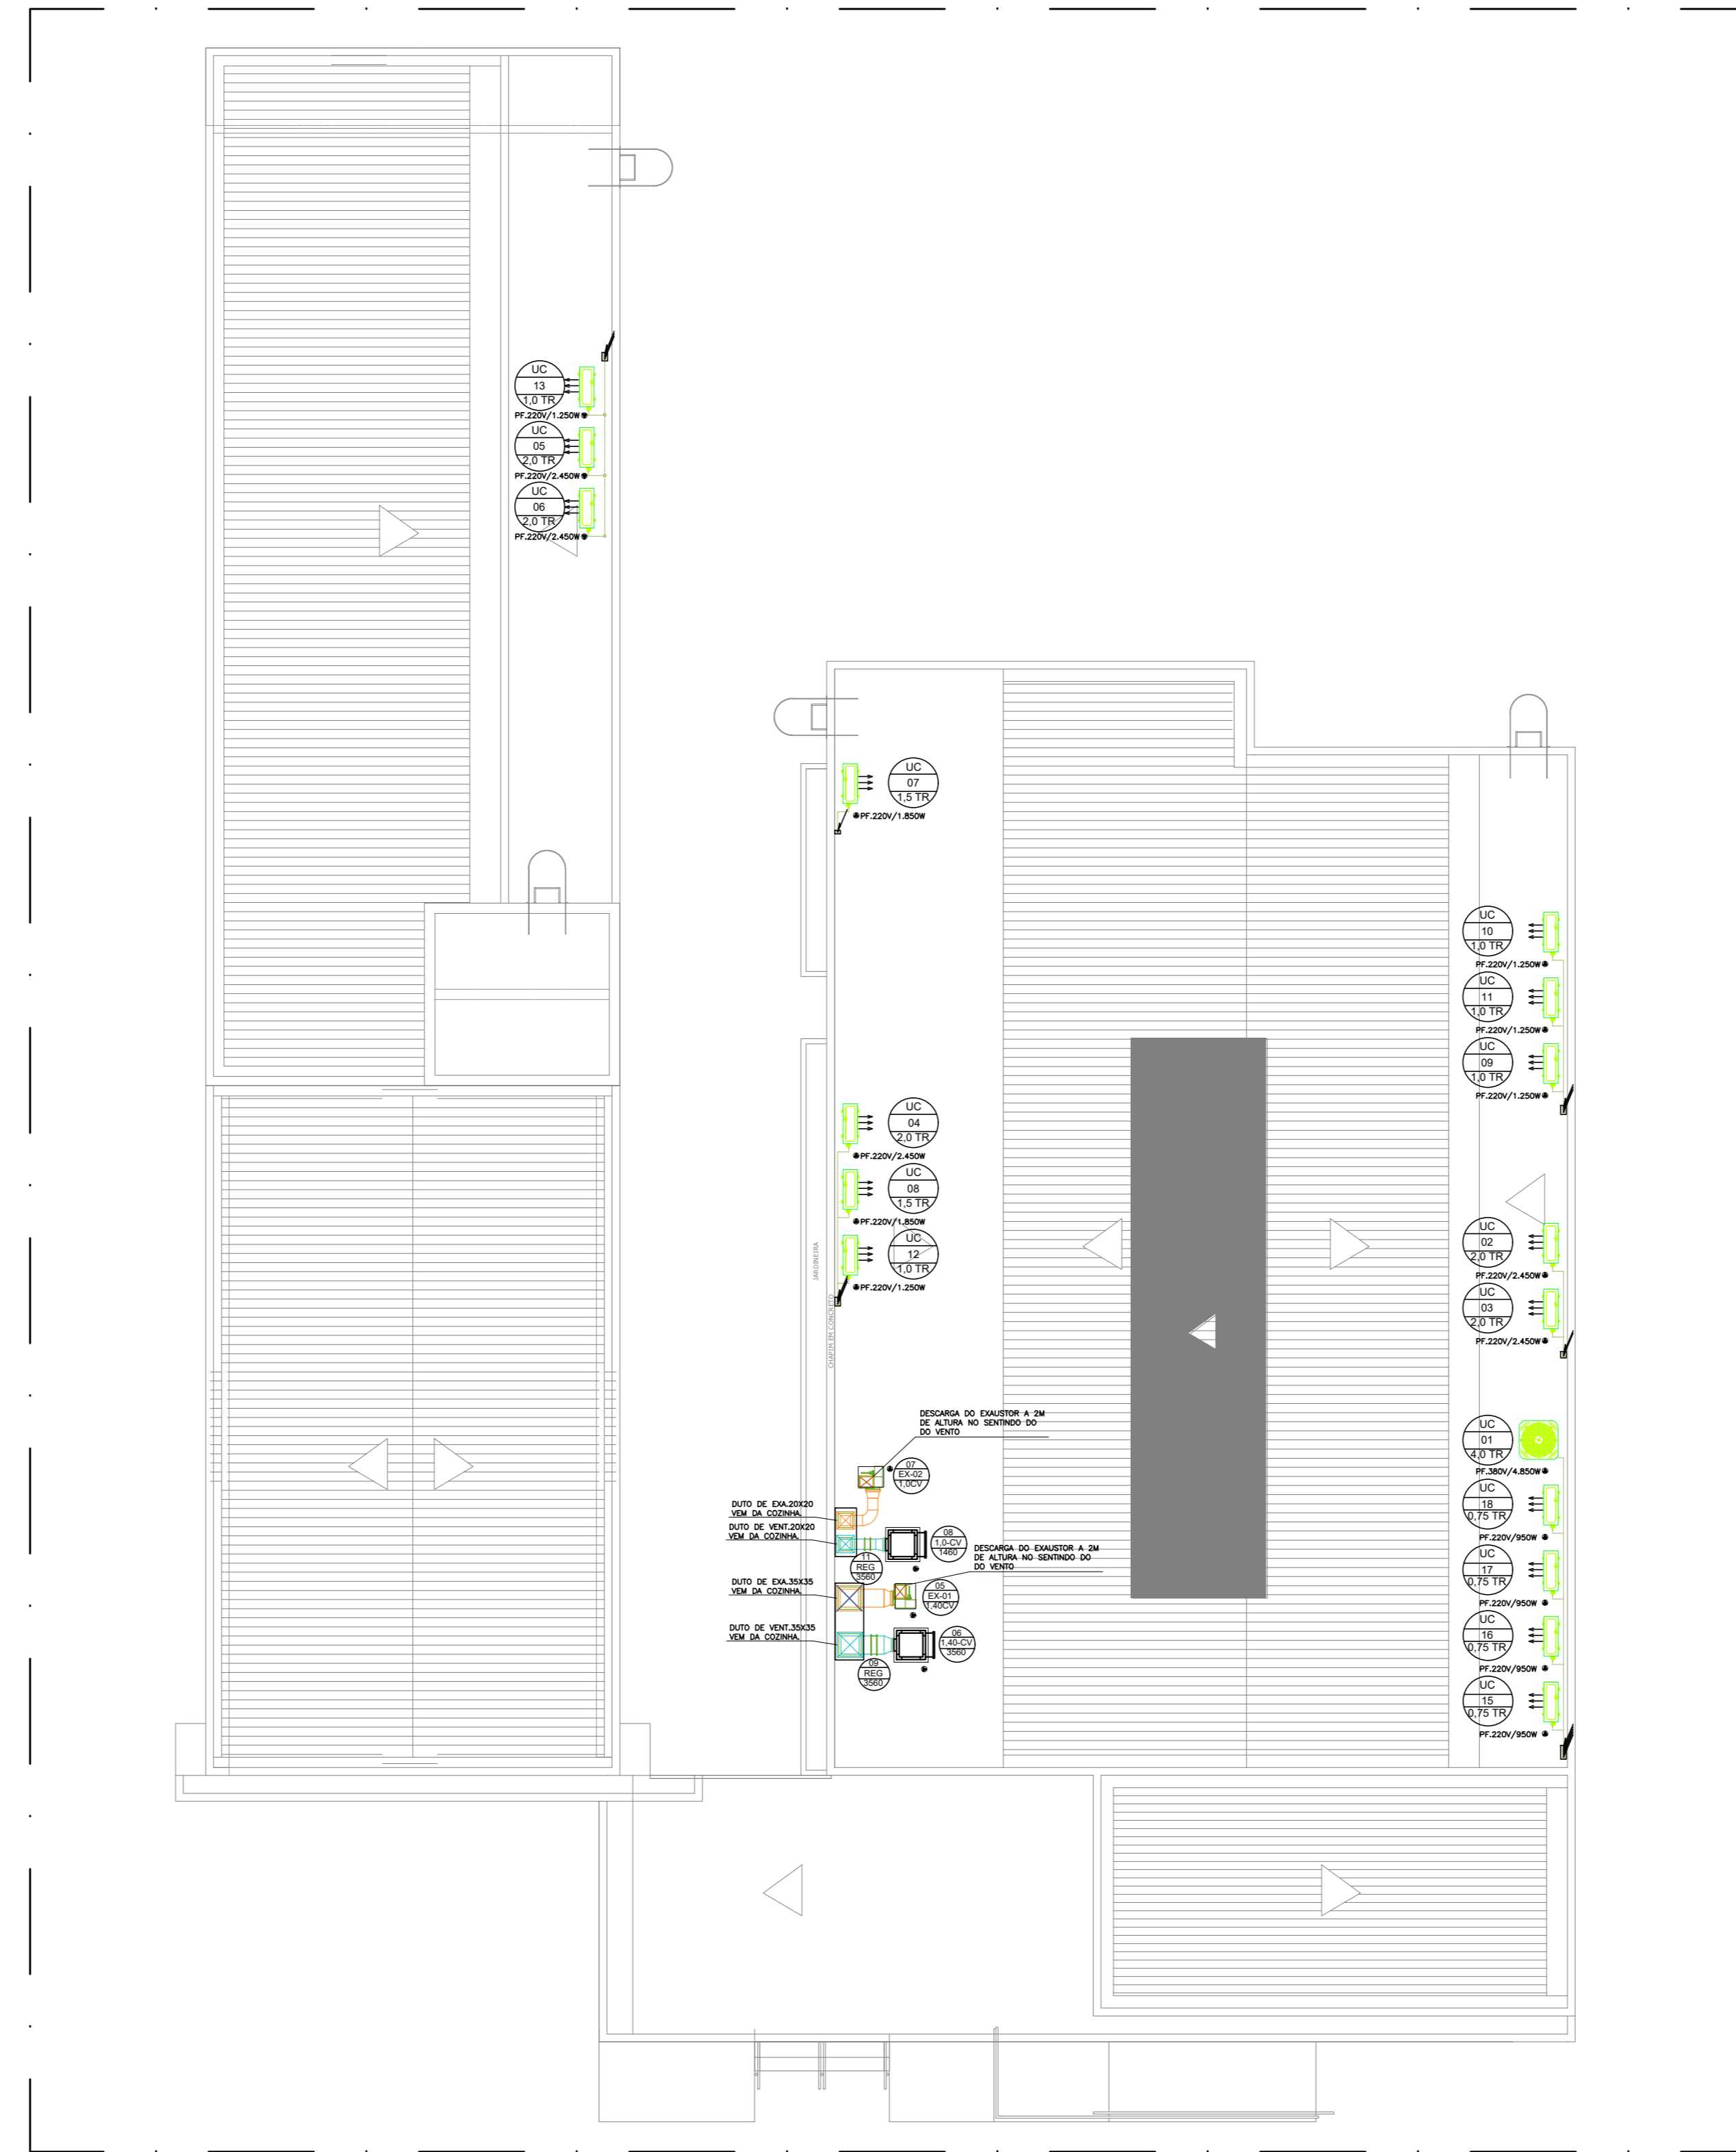 UC
13
1,0 TR
PF.220V/1.250W
UC
05
2,0 TR
PF.220V/2.450W
UC
06
2,0 TR
PF.220V/2.450W
UC
07
1,5 TR
PF.220V/1.850W
UC
10
1,0 TR
PF.220V/1.250W
UC
11
1,0 TR
PF.220V/1.250W
UC
09
1,0 TR
PF.220V/1.250W
UC
04
2,0 TR
PF.220V/2.450W
UC
08
1,5 TR
PF.220V/1.850W
UC
12
1,0 TR
PF.220V/1.250W
JARDINEIRA
CHAPIM EM CONCRETO
UC
02
2,0 TR
PF.220V/2.450W
UC
03
2,0 TR
PF.220V/2.450W
UC
01
4,0 TR
PF.380V/4.850W
UC
18
0,75 TR
PF.220V/950W
UC
17
0,75 TR
PF.220V/950W
UC
16
0,75 TR
PF.220V/950W
UC
15
0,75 TR
PF.220V/950W
DESCARGA DO EXAUSTOR A 2M
DE ALTURA NO SENTINDO DO
DO VENTO
07
EX-02
1,0CV
DUTO DE EXA.20X20
VEM DA COZINHA.
DUTO DE VENT.20X20
VEM DA COZINHA.
08
1,0-CV
1460
11
REG
3560
DESCARGA DO EXAUSTOR A 2M
DE ALTURA NO SENTINDO DO
DO VENTO
DUTO DE EXA.35X35
VEM DA COZINHA.
05
EX-01
1,40CV
DUTO DE VENT.35X35
VEM DA COZINHA.
06
1,40-CV
3560
09
REG
3560